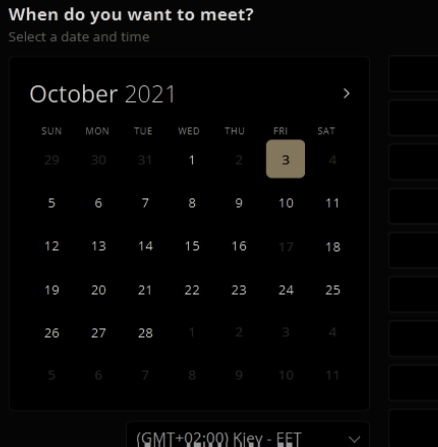 When do you want to meet?
Select a date and time
October 2021
SUN MON TUE WED THU FRI SAT
29 30 31 1 2 3 4
5 6 7 8 9 10 11
12 13 14 15 16 17 18
19 20 21 22 23 24 25
26 27 28 1 2 3 4
5 6 7 8 9 10 11
(GMT+02:00) Kiev - EET